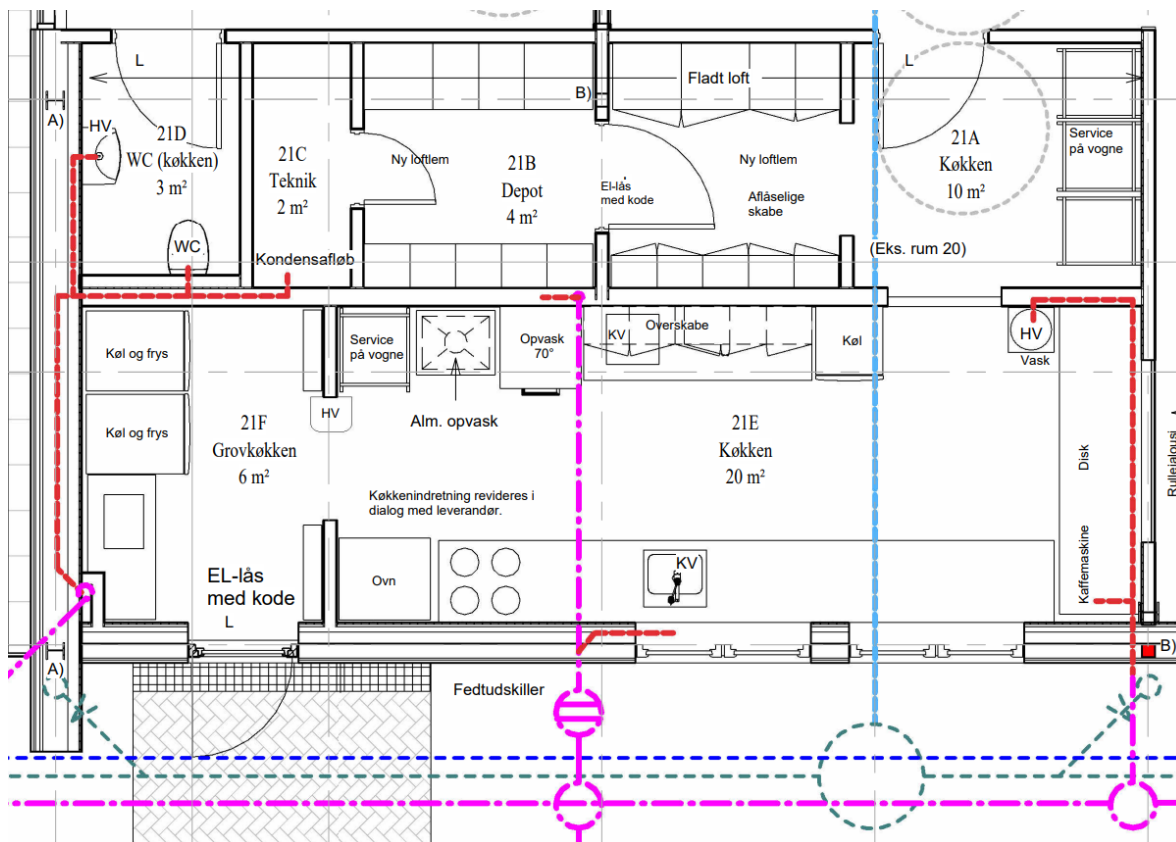 L
Fladt loft
L
B)
A)
HV
21D
WC (køkken)
3 m²
21C
Teknik
2 m²
Ny loftlem
21B
Depot
4 m²
El-lås
med kode
Ny loftlem
Aflåselige
skabe
21A
Køkken
10 m²
Service
på vogne
WC
Kondensafløb
(Eks. rum 20)
Køl og frys
Service
på vogne
Opvask
70°
KV
Overskabe
Køl
HV
Vask
Køl og frys
HV
Alm. opvask
21F
Grovkøkken
6 m²
21E
Køkken
20 m²
Disk
Rullejalousi
Køkkenindretning revideres i
dialog med leverandør.
EL-lås
med kode
L
Ovn
KV
Kaffemaskine
A)
B)
Fedtudskiller